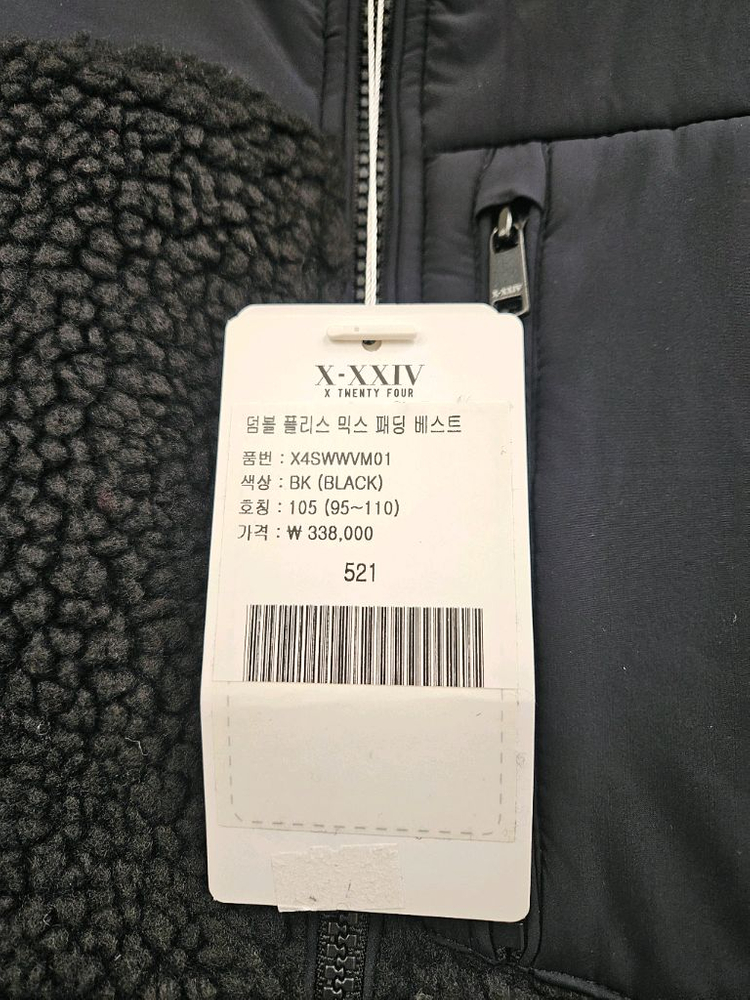 X-XXIV
X TWENTY FOUR
덤블 플리스 믹스 패딩 베스트
품번 : X4SWWVM01
색상 : BK (BLACK)
호칭 : 105 (95~110)
가격 : ₩ 338,000
521